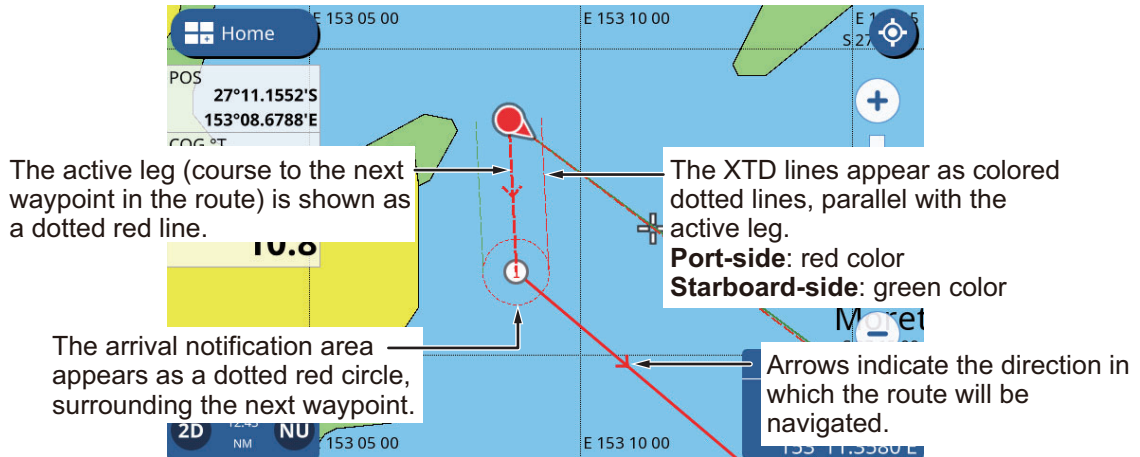 E 153 05 00
E 153 10 00
E 1
5
S 27
Home
POS
27°11.1552'S
153°08.6788'E
COG °T
The active leg (course to the next
waypoint in the route) is shown as
a dotted red line.
10.8
The XTD lines appear as colored
dotted lines, parallel with the
active leg.
Port-side: red color
Starboard-side: green color
Moret
1
The arrival notification area
appears as a dotted red circle,
surrounding the next waypoint.
Arrows indicate the direction in
which the route will be
navigated.
2D
NM
NU
153 05 00
E 153 10 00